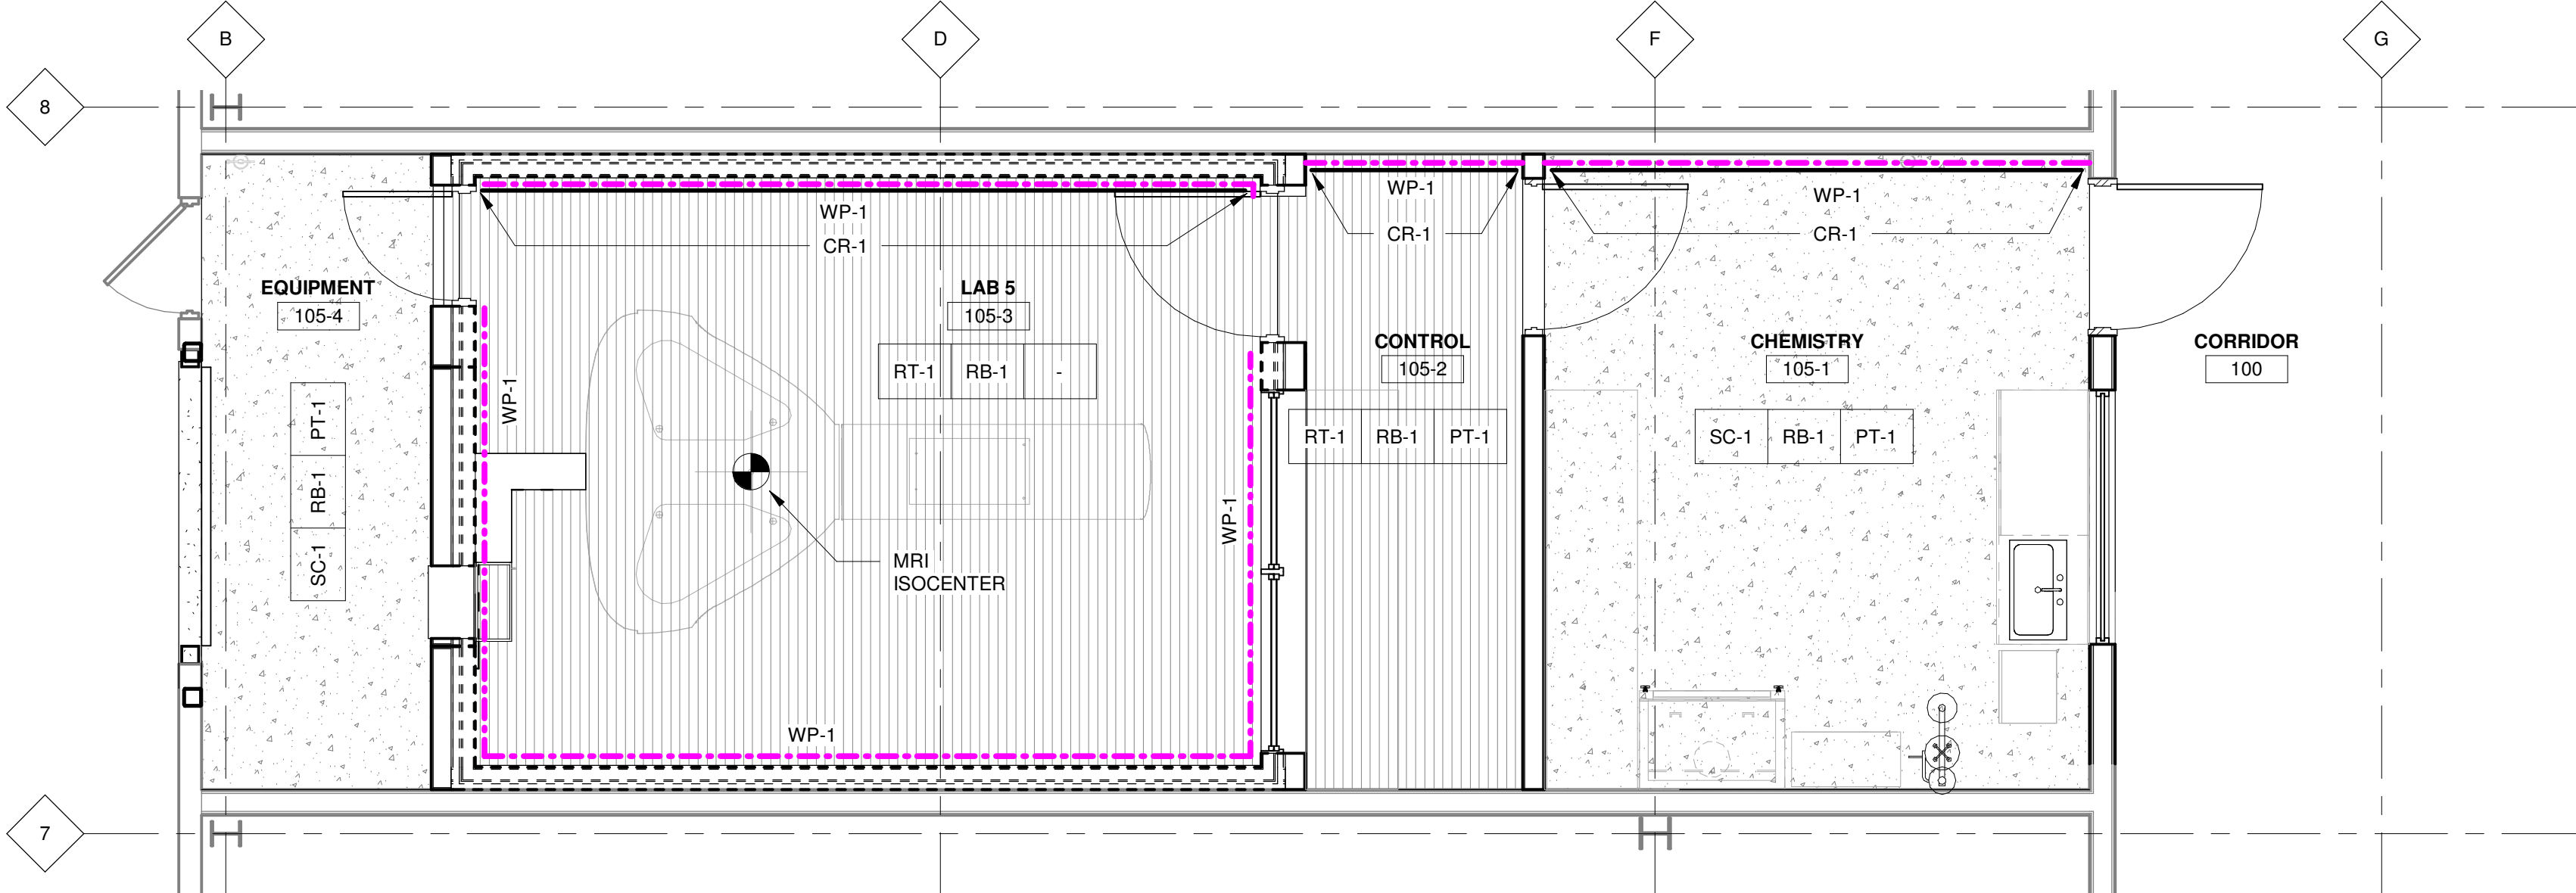 B
D
F
G
8
WP-1
CR-1
WP-1
CR-1
WP-1
CR-1
EQUIPMENT
105-4
LAB 5
105-3
CONTROL
105-2
CHEMISTRY
105-1
CORRIDOR
100
RT-1 RB-1 -
WP-1
SC-1 RB-1 PT-1
RT-1 RB-1 PT-1
SC-1 RB-1 PT-1
WP-1
MRI
ISOCENTER
WP-1
7